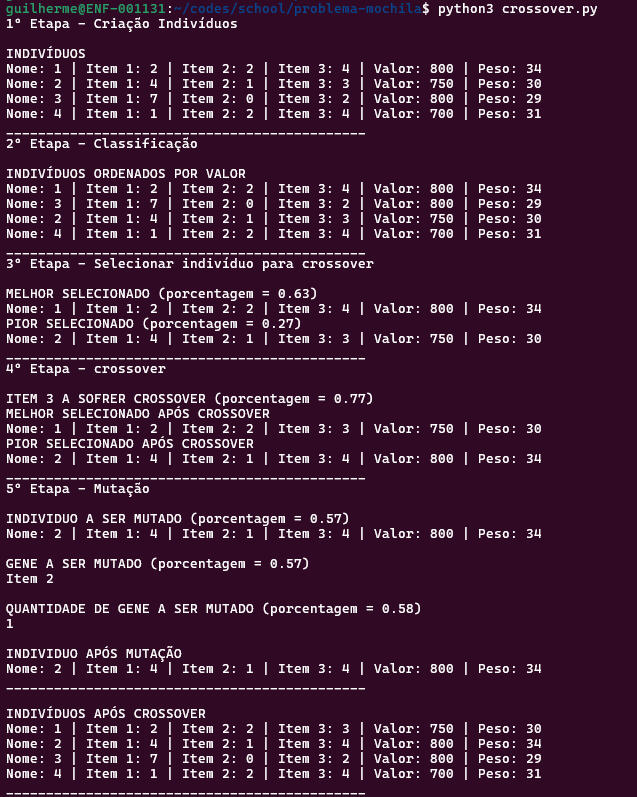 guilherme@ENF-001131:~/codes/school/problema-mochila$ python3 crossover.py
1° Etapa - Criação Indivíduos
INDIVÍDUOS
Nome: 1 | Item 1: 2 | Item 2: 2 | Item 3: 4 | Valor: 800 | Peso: 34
Nome: 2 | Item 1: 4 | Item 2: 1 | Item 3: 3 | Valor: 750 | Peso: 30
Nome: 3 | Item 1: 7 | Item 2: 0 | Item 3: 2 | Valor: 800 | Peso: 29
Nome: 4 | Item 1: 1 | Item 2: 2 | Item 3: 4 | Valor: 700 | Peso: 31
_____________________________________________
2° Etapa - Classificação
INDIVÍDUOS ORDENADOS POR VALOR
Nome: 1 | Item 1: 2 | Item 2: 2 | Item 3: 4 | Valor: 800 | Peso: 34
Nome: 3 | Item 1: 7 | Item 2: 0 | Item 3: 2 | Valor: 800 | Peso: 29
Nome: 2 | Item 1: 4 | Item 2: 1 | Item 3: 3 | Valor: 750 | Peso: 30
Nome: 4 | Item 1: 1 | Item 2: 2 | Item 3: 4 | Valor: 700 | Peso: 31
_____________________________________________
3° Etapa - Selecionar indivíduo para crossover
MELHOR SELECIONADO (porcentagem = 0.63)
Nome: 1 | Item 1: 2 | Item 2: 2 | Item 3: 4 | Valor: 800 | Peso: 34
PIOR SELECIONADO (porcentagem = 0.27)
Nome: 2 | Item 1: 4 | Item 2: 1 | Item 3: 3 | Valor: 750 | Peso: 30
_____________________________________________
4° Etapa - crossover
ITEM 3 A SOFRER CROSSOVER (porcentagem = 0.77)
MELHOR SELECIONADO APÓS CROSSOVER
Nome: 1 | Item 1: 2 | Item 2: 2 | Item 3: 3 | Valor: 750 | Peso: 30
PIOR SELECIONADO APÓS CROSSOVER
Nome: 2 | Item 1: 4 | Item 2: 1 | Item 3: 4 | Valor: 800 | Peso: 34
_____________________________________________
5° Etapa - Mutação
INDIVIDUO A SER MUTADO (porcentagem = 0.57)
Nome: 2 | Item 1: 4 | Item 2: 1 | Item 3: 4 | Valor: 800 | Peso: 34
GENE A SER MUTADO (porcentagem = 0.57)
Item 2
QUANTIDADE DE GENE A SER MUTADO (porcentagem = 0.58)
1
INDIVIDUO APÓS MUTAÇÃO
Nome: 2 | Item 1: 4 | Item 2: 1 | Item 3: 4 | Valor: 800 | Peso: 34
_____________________________________________
INDIVÍDUOS APÓS CROSSOVER
Nome: 1 | Item 1: 2 | Item 2: 2 | Item 3: 3 | Valor: 750 | Peso: 30
Nome: 2 | Item 1: 4 | Item 2: 1 | Item 3: 4 | Valor: 800 | Peso: 34
Nome: 3 | Item 1: 7 | Item 2: 0 | Item 3: 2 | Valor: 800 | Peso: 29
Nome: 4 | Item 1: 1 | Item 2: 2 | Item 3: 4 | Valor: 700 | Peso: 31
_____________________________________________